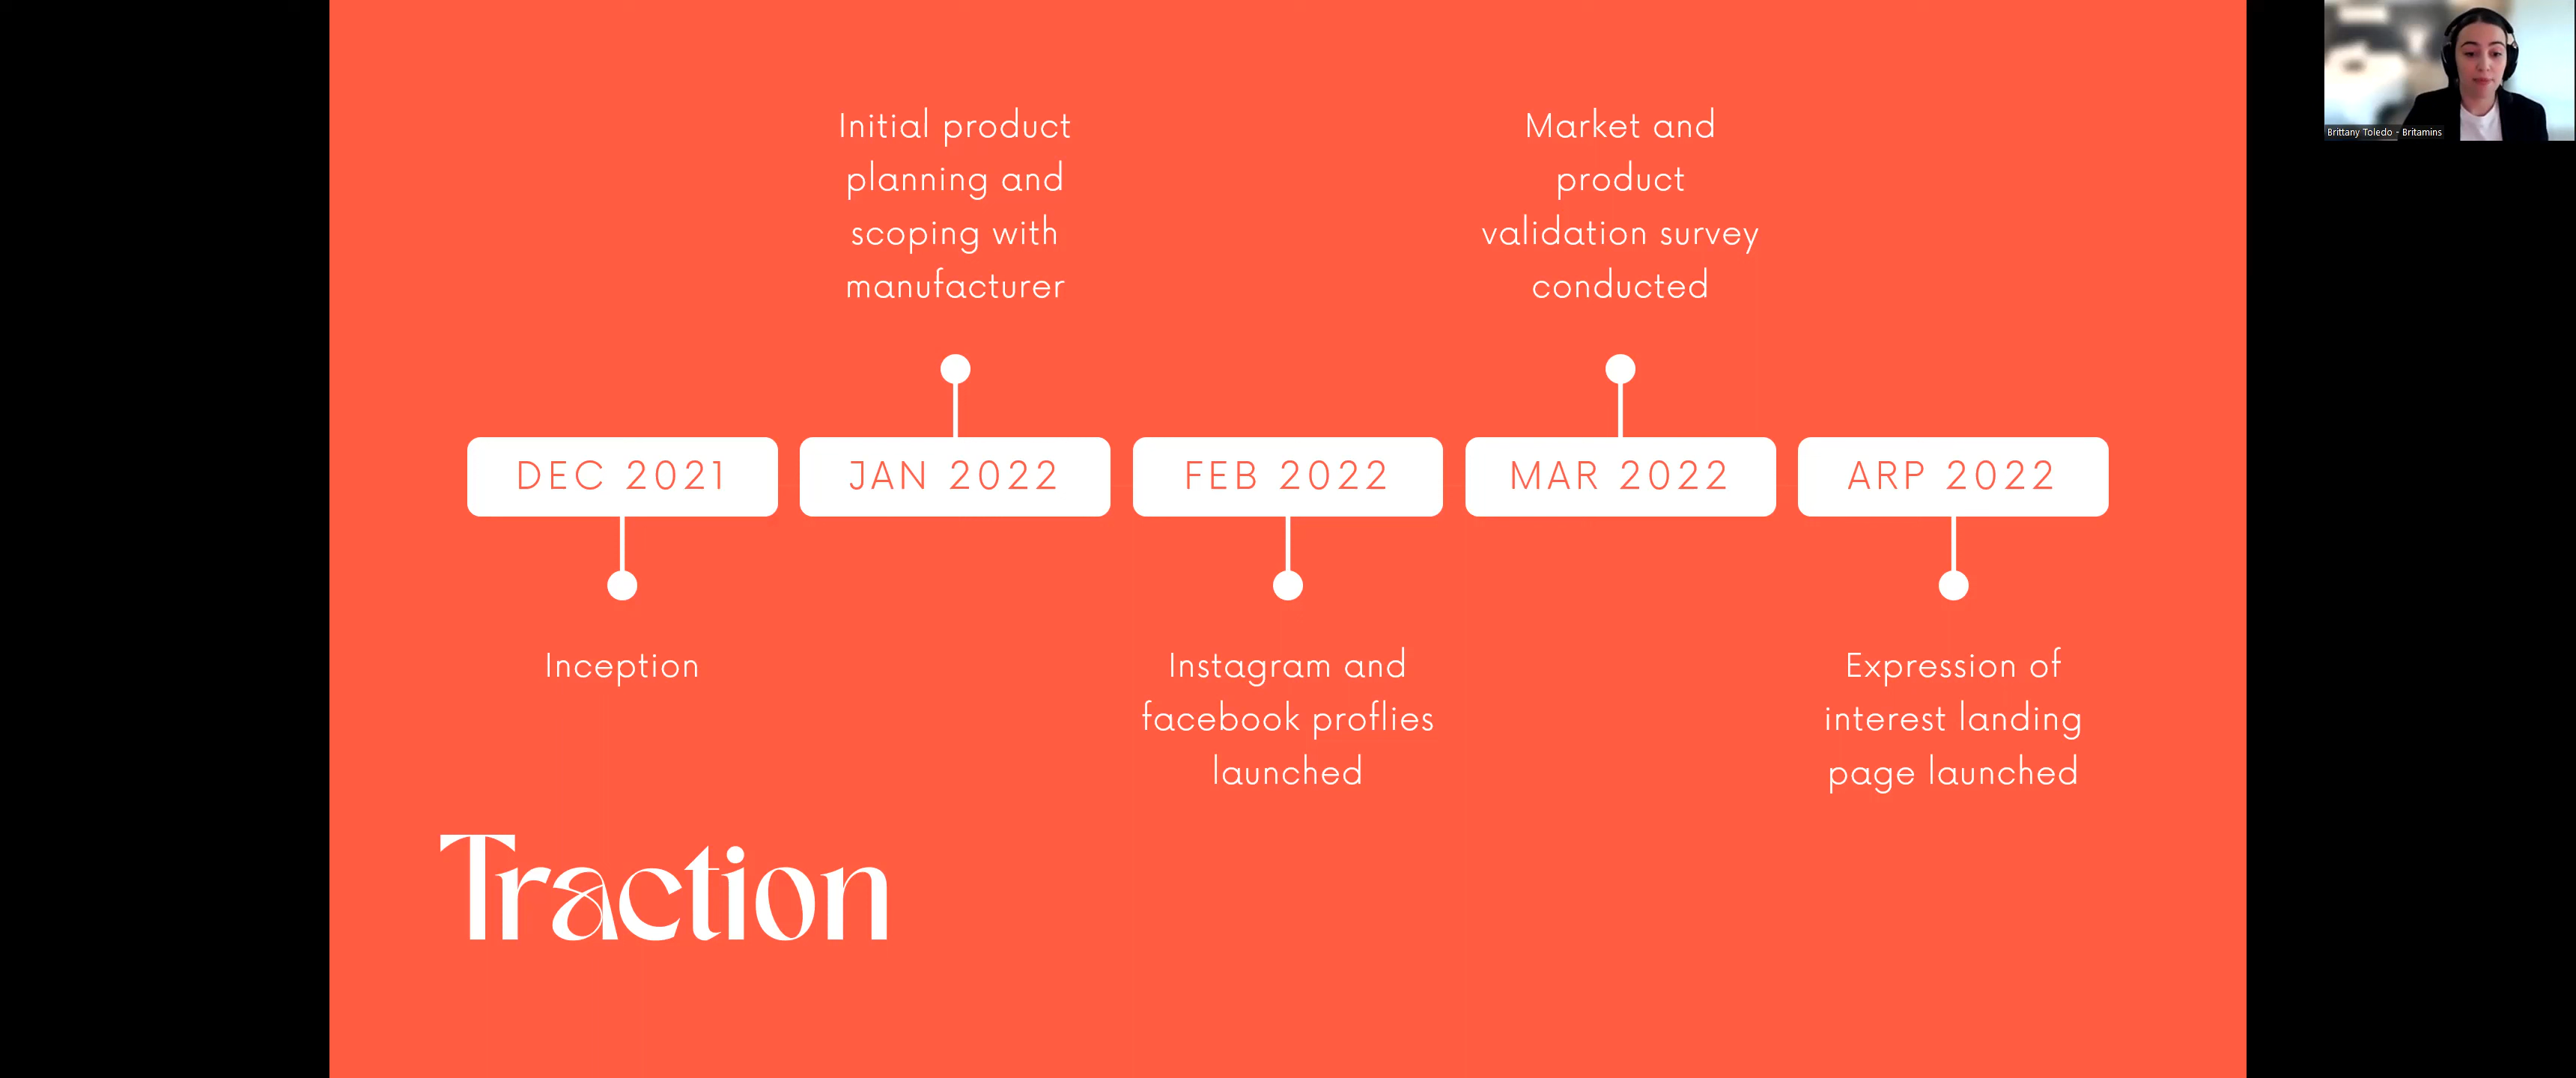 Initial product
planning and
scoping with
manufacturer
Market and
product
validation survey
conducted
DEC 2021
JAN 2022
FEB 2022
MAR 2022
ARP 2022
Inception
Instagram and
facebook proflies
launched
Expression of
interest landing
page launched
Traction
Brittany Toledo - Britamins